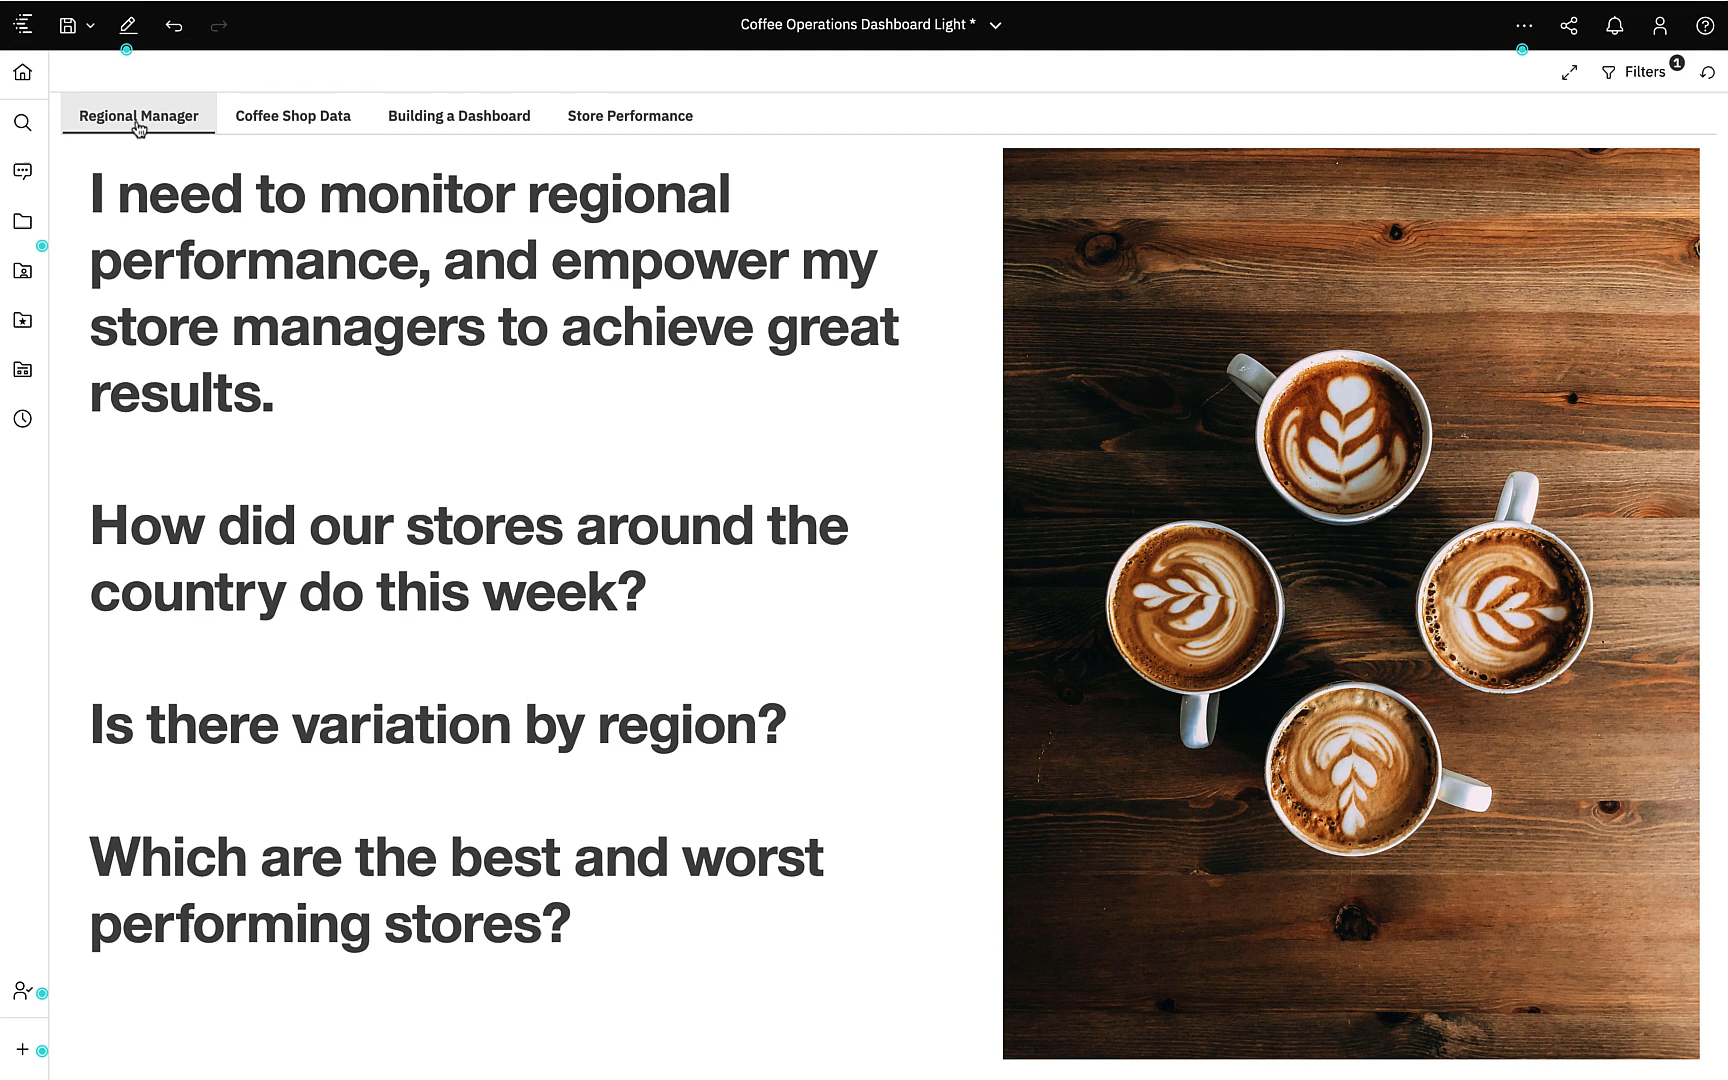 Coffee Operations Dashboard Light *
Filters
1
Regional Manager
Coffee Shop Data
Building a Dashboard
Store Performance
I need to monitor regional
performance, and empower my
store managers to achieve great
results.
How did our stores around the
country do this week?
Is there variation by region?
Which are the best and worst
performing stores?